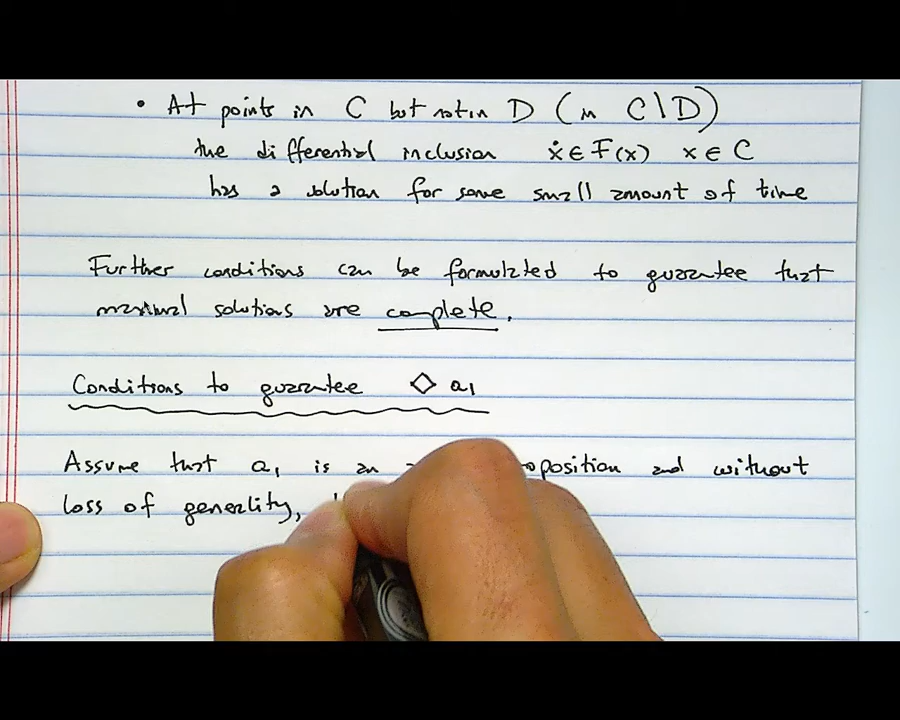 • At points in C but not in D (in C\D)
the differential inclusion ẋ ∈ F(x) x ∈ C
has a solution for some small amount of time
Further conditions can be formulated to guarantee that
maximal solutions are complete.
Conditions to guarantee ◇ a₁
Assume that a₁ is an position and without
loss of generality,